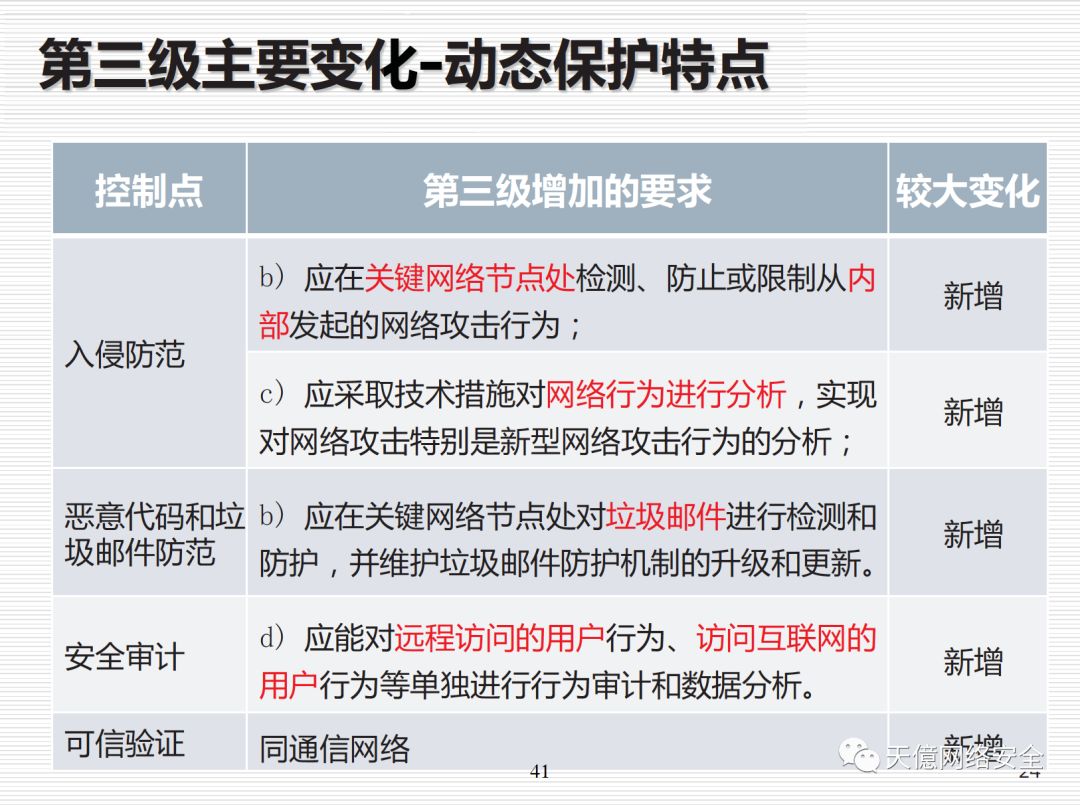 第三级主要变化-动态保护特点
控制点
第三级增加的要求
较大变化
入侵防范
b）应在关键网络节点处检测、防止或限制从内
部发起的网络攻击行为；
新增
c）应采取技术措施对网络行为进行分析，实现
对网络攻击特别是新型网络攻击行为的分析；
新增
恶意代码和垃
圾邮件防范
b）应在关键网络节点处对垃圾邮件进行检测和
防护，并维护垃圾邮件防护机制的升级和更新。
新增
安全审计
d）应能对远程访问的用户行为、访问互联网的
用户行为等单独进行行为审计和数据分析。
新增
可信验证
同通信网络
新增
天億网络安全
41
24